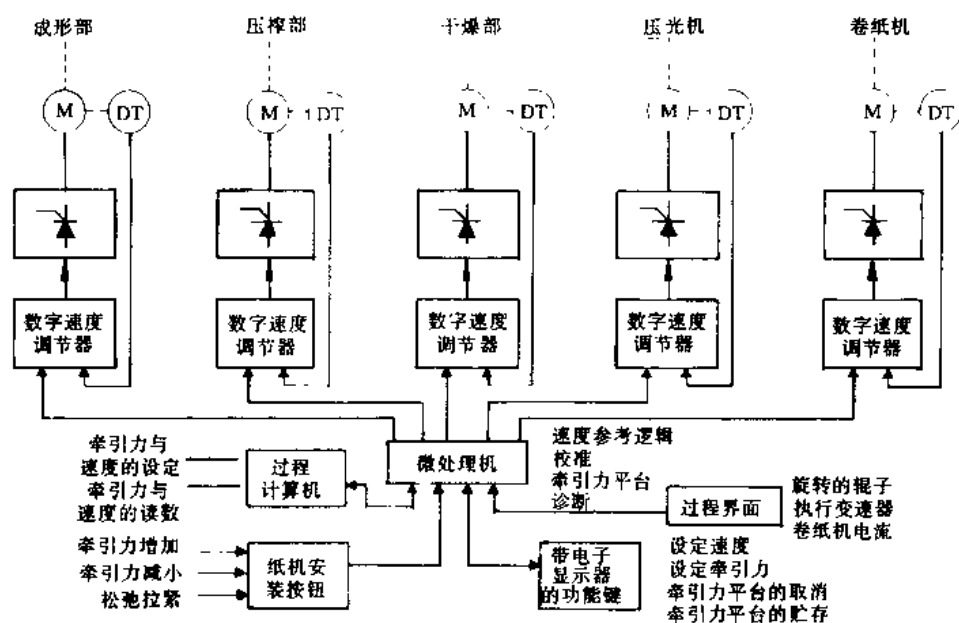 成形部
压榨部
干燥部
压光机
卷纸机
M
DT
M
DT
M
DT
M
DT
M
DT
数字速度
调节器
数字速度
调节器
数字速度
调节器
数字速度
调节器
数字速度
调节器
牵引力与
速度的设定
牵引力与
速度的读数
过程
计算机
微处理机
速度参考逻辑
校准
牵引力平台
诊断
过程界面
旋转的辊子
执行变速器
卷纸机电流
牵引力增加
牵引力减小
松弛拉紧
纸机安
装按钮
带电子
显示器
的功能键
设定速度
设定牵引力
牵引力平台的取消
牵引力平台的贮存